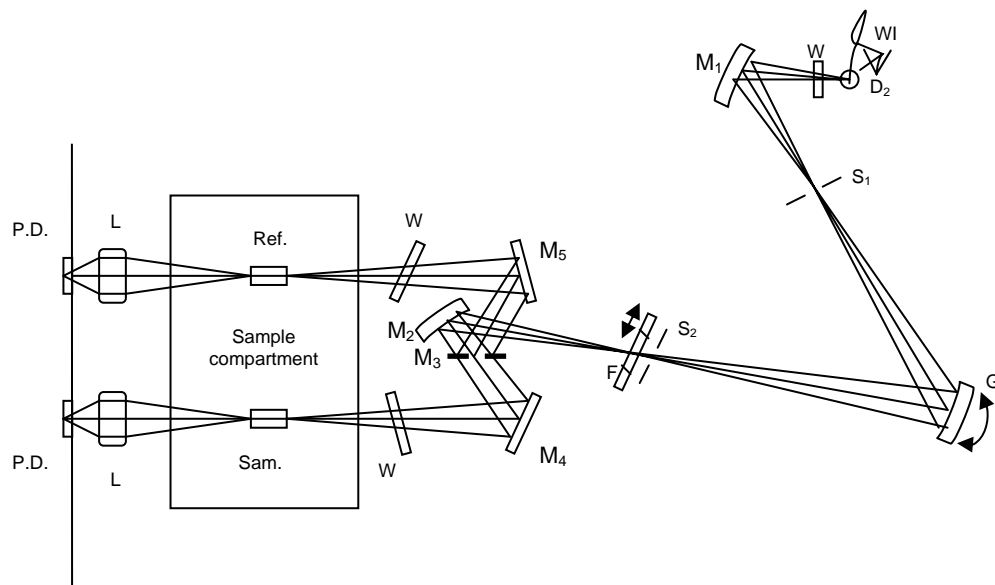 WI
W
M₁
D₂
S₁
P.D.
L
W
Ref.
M₅
M₂
Sample
compartment
M₃
S₂
F
G
P.D.
L
Sam.
W
M₄